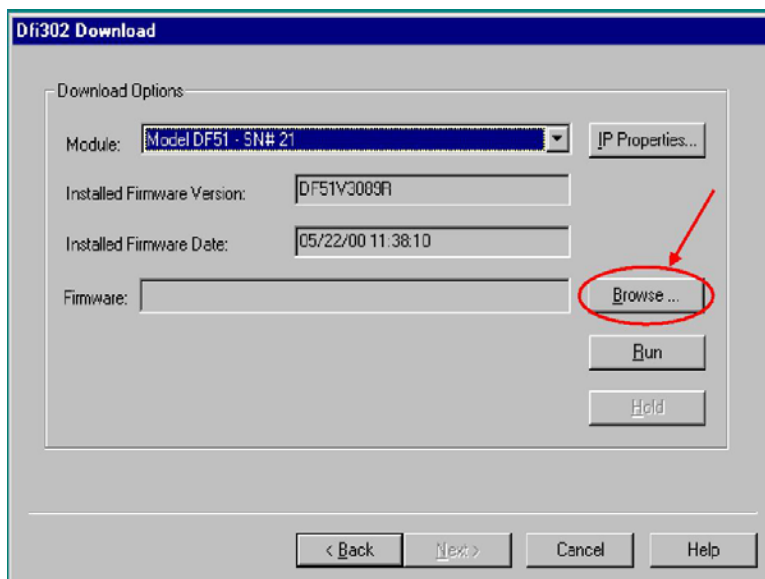 Dfi302 Download
Download Options
Module: Model DF51 - SN# 21 IP Properties...
Installed Firmware Version: DF51V3089R
Installed Firmware Date: 05/22/00 11:38:10
Firmware: Browse ...
Run
Hold
< Back Next > Cancel Help